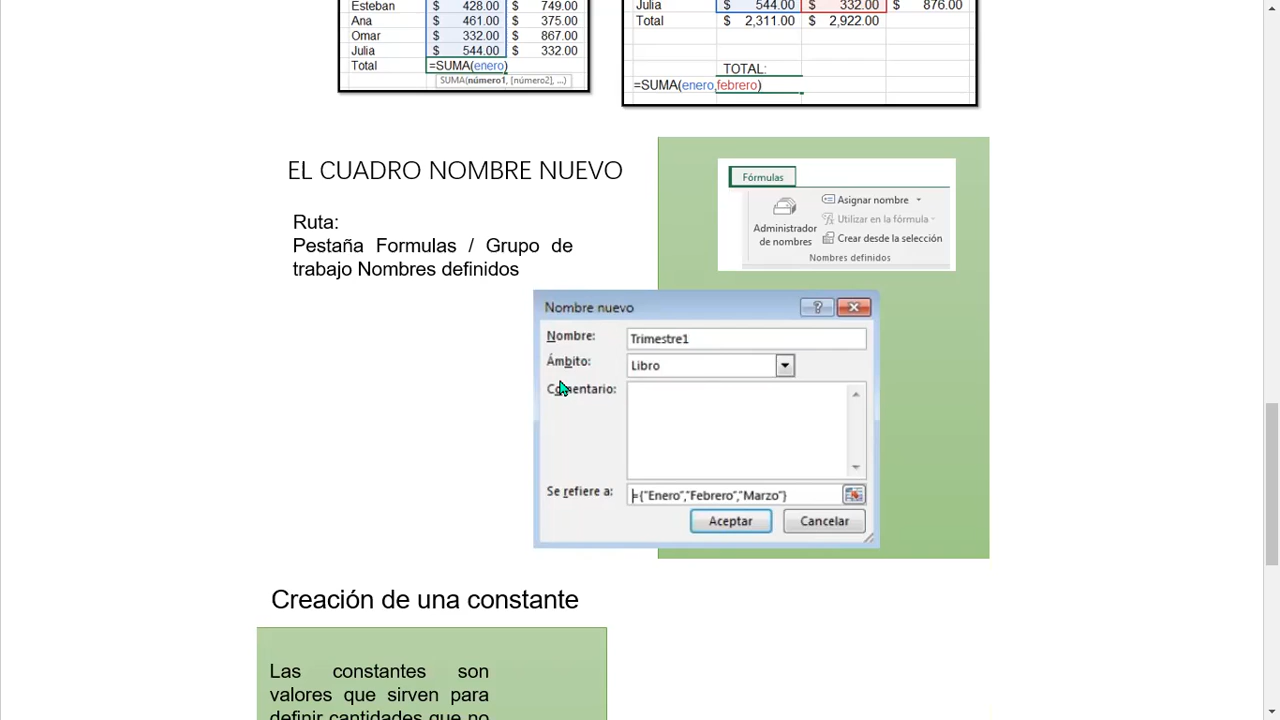 Esteban $ 428.00 $ 749.00
Ana $ 461.00 $ 375.00
Omar $ 332.00 $ 867.00
Julia $ 544.00 $ 332.00
Total =SUMA(enero)
SUMA(número1, [número2], ...)
Julia $ 544.00 $ 332.00 $ 876.00
Total $ 2,311.00 $ 2,922.00
TOTAL:
=SUMA(enero,febrero)
EL CUADRO NOMBRE NUEVO
Ruta:
Pestaña Formulas / Grupo de
trabajo Nombres definidos
Fórmulas
Administrador
de nombres
Asignar nombre
Utilizar en la fórmula
Crear desde la selección
Nombres definidos
Nombre nuevo
Nombre: Trimestre1
Ámbito: Libro
Comentario:
Se refiere a: ={"Enero","Febrero","Marzo"}
Aceptar Cancelar
Creación de una constante
Las constantes son
valores que sirven para
definir cantidades que no